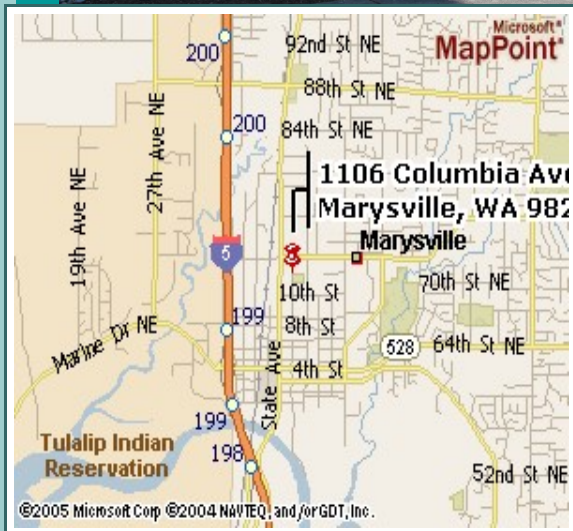 Microsoft®
MapPoint®
92nd St NE
200
88th St NE
200
84th St NE
27th Ave NE
19th Ave NE
1106 Columbia Ave
Marysville, WA 982
Marysville
5
10th St
70th St NE
199
8th St
Marine Dr NE
528
64th St NE
4th St
State Ave
199
Tulalip Indian
Reservation
198
52nd St NE
©2005 Microsoft Corp ©2004 NAVTEQ, and/or GDT, Inc.